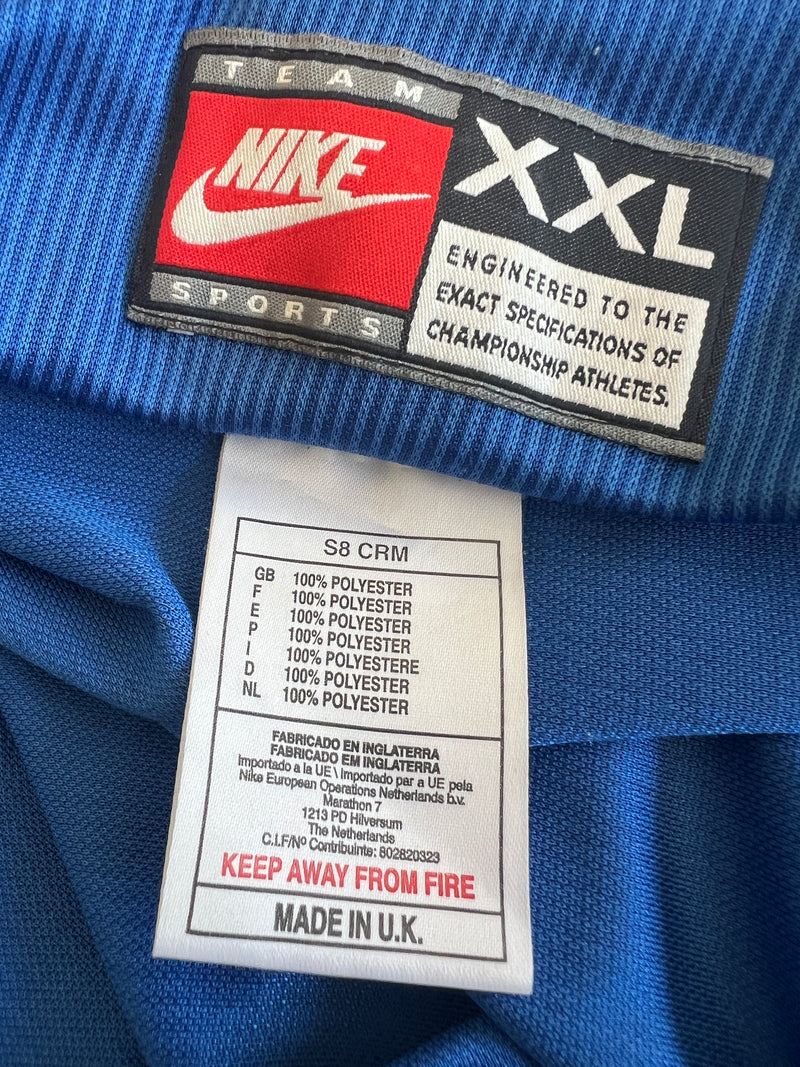 TEAM
NIKE
SPORTS
XXL
ENGINEERED TO THE
EXACT SPECIFICATIONS OF
CHAMPIONSHIP ATHLETES.
S8 CRM
GB 100% POLYESTER
F 100% POLYESTER
E 100% POLYESTER
P 100% POLYESTER
I 100% POLYESTERE
D 100% POLYESTER
NL 100% POLYESTER
FABRICADO EN INGLATERRA
FABRICADO EM INGLATERRA
Importado a la UE\Importado par a UE pela
Nike European Operations Netherlands b.v.
Marathon 7
1213 PD Hilversum
The Netherlands
C.I.F/Nº Contribuinte: 802820323
KEEP AWAY FROM FIRE
MADE IN U.K.